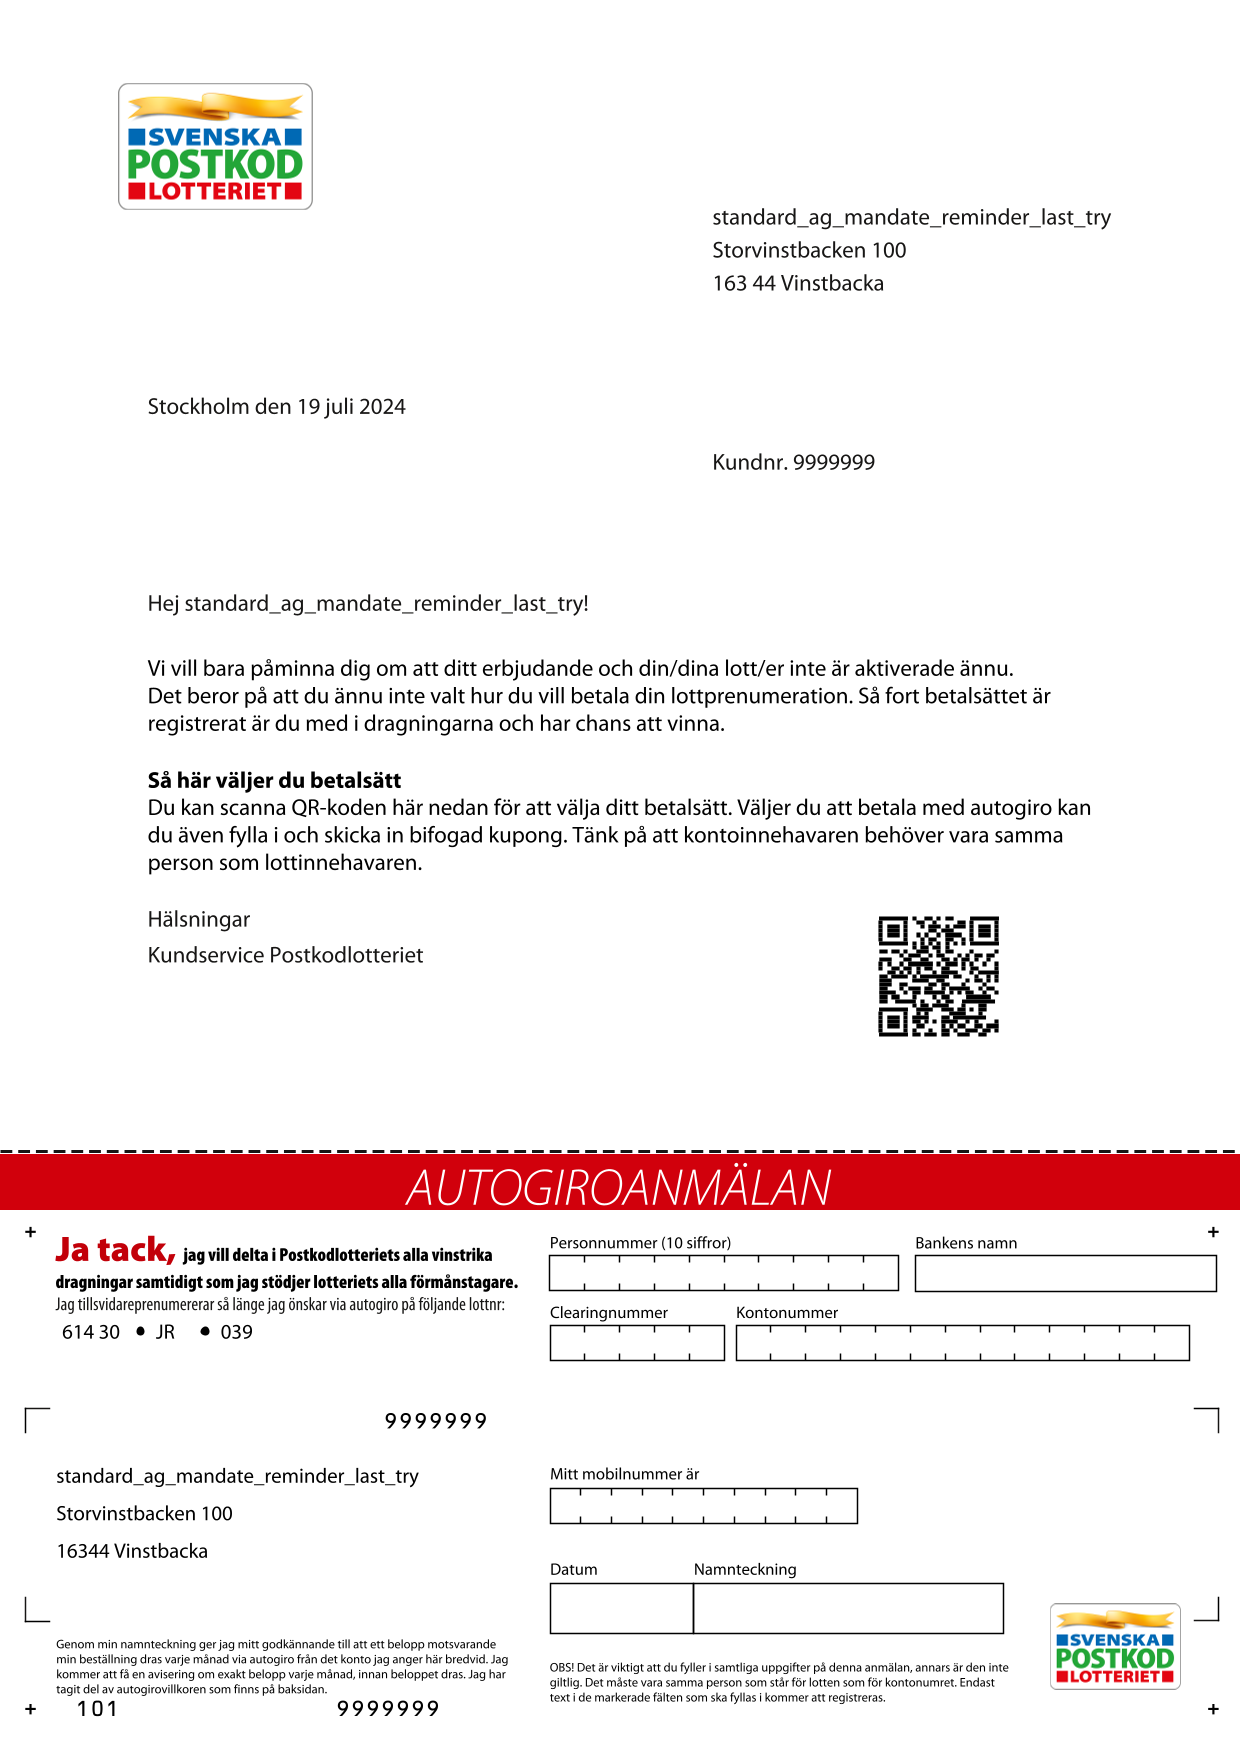 SVENSKA
POSTKOD
LOTTERIET
standard_ag_mandate_reminder_last_try
Storvinstbacken 100
163 44 Vinstbacka
Stockholm den 19 juli 2024
Kundnr. 9999999
Hej standard_ag_mandate_reminder_last_try!
Vi vill bara påminna dig om att ditt erbjudande och din/dina lott/er inte är aktiverade ännu.
Det beror på att du ännu inte valt hur du vill betala din lottprenumeration. Så fort betalsättet är
registrerat är du med i dragningarna och har chans att vinna.
Så här väljer du betalsätt
Du kan scanna QR-koden här nedan för att välja ditt betalsätt. Väljer du att betala med autogiro kan
du även fylla i och skicka in bifogad kupong. Tänk på att kontoinnehavaren behöver vara samma
person som lottinnehavaren.
Hälsningar
Kundservice Postkodlotteriet
AUTOGIROANMÄLAN
Ja tack, jag vill delta i Postkodlotteriets alla vinstrika
dragningar samtidigt som jag stödjer lotteriets alla förmånstagare.
Jag tillsvidareprenumererar så länge jag önskar via autogiro på följande lottnr:
614 30 • JR • 039
9999999
standard_ag_mandate_reminder_last_try
Storvinstbacken 100
16344 Vinstbacka
Genom min namnteckning ger jag mitt godkännande till att ett belopp motsvarande
min beställning dras varje månad via autogiro från det konto jag anger här bredvid. Jag
kommer att få en avisering om exakt belopp varje månad, innan beloppet dras. Jag har
tagit del av autogirovillkoren som finns på baksidan.
101 9999999
Personnummer (10 siffror) Bankens namn
Clearingnummer Kontonummer
Mitt mobilnummer är
Datum Namnteckning
OBS! Det är viktigt att du fyller i samtliga uppgifter på denna anmälan, annars är den inte
giltlig. Det måste vara samma person som står för lotten som för kontonumret. Endast
text i de markerade fälten som ska fyllas i kommer att registreras.
SVENSKA
POSTKOD
LOTTERIET